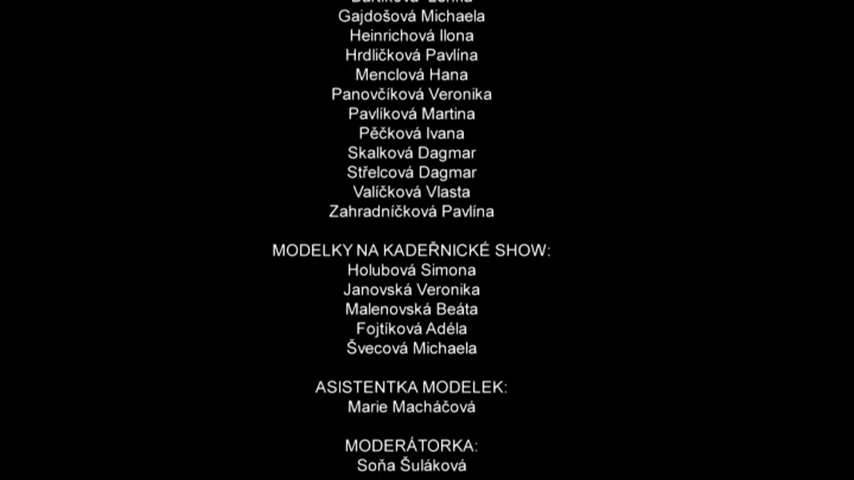 Gajdošová Michaela
Heinrichová Ilona
Hrdličková Pavlína
Menclová Hana
Panovčíková Veronika
Pavlíková Martina
Pěčková Ivana
Skalková Dagmar
Střelcová Dagmar
Valíčková Vlasta
Zahradníčková Pavlína
MODELKY NA KADEŘNICKÉ SHOW:
Holubová Simona
Janovská Veronika
Malenovská Beáta
Fojtíková Adéla
Švecová Michaela
ASISTENTKA MODELEK:
Marie Macháčová
MODERÁTORKA:
Soňa Šuláková